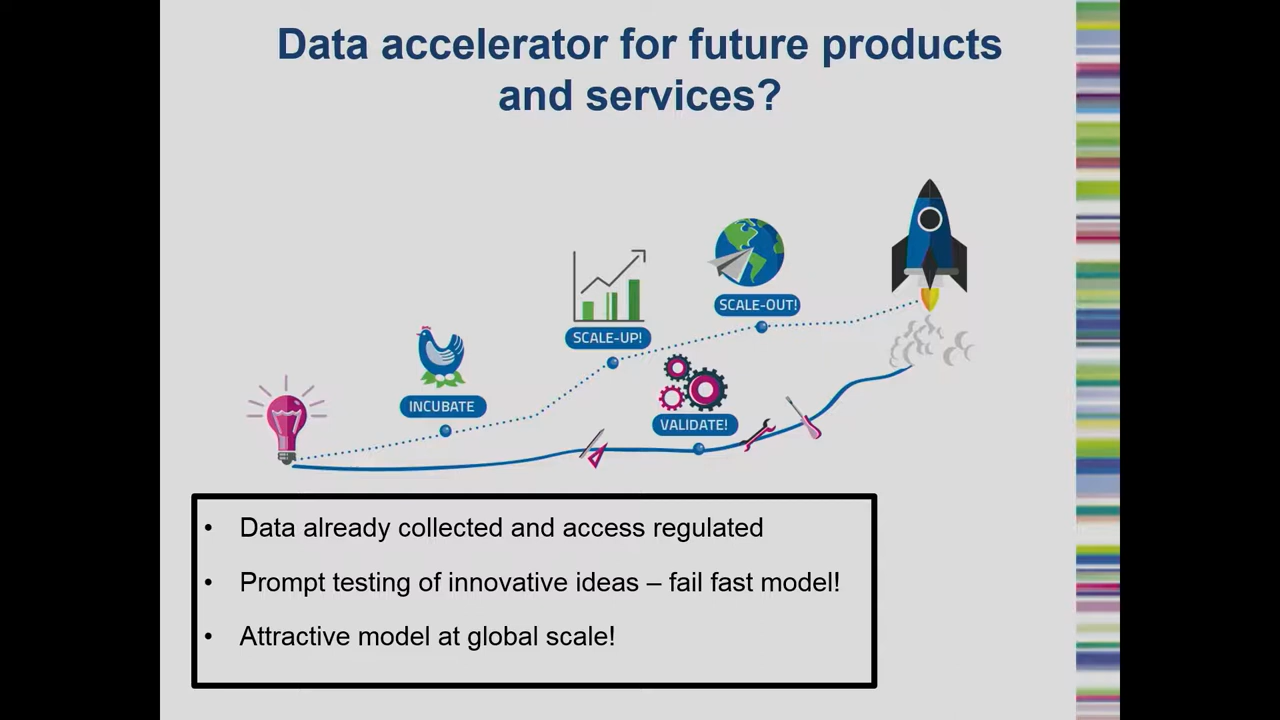 Data accelerator for future products
and services?
SCALE-OUT!
SCALE-UP!
INCUBATE
VALIDATE!
• Data already collected and access regulated
• Prompt testing of innovative ideas – fail fast model!
• Attractive model at global scale!